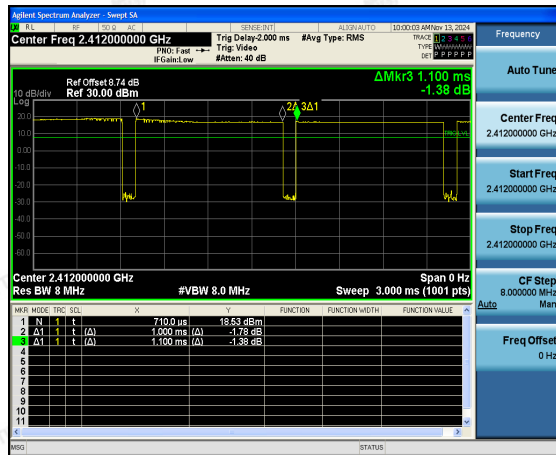 Agilent Spectrum Analyzer - Swept SA
RL RF 50 Ω AC SENSE:INT ALIGN AUTO 10:00:03 AM Nov 13, 2024
Center Freq 2.412000000 GHz Trig Delay-2.000 ms #Avg Type: RMS TRACE 1 2 3 4 5 6
PNO: Fast Trig: Video TYPE WWWWWW
IFGain:Low #Atten: 40 dB DET P P P P P P
Ref Offset 8.74 dB ΔMkr3 1.100 ms
10 dB/div Ref 30.00 dBm -1.38 dB
Log
1 2Δ 3Δ1
20.0
TRIG LVL
10.0
0.00
-10.0
-20.0
-30.0
-40.0
-50.0
-60.0
Center 2.412000000 GHz Span 0 Hz
Res BW 8 MHz #VBW 8.0 MHz Sweep 3.000 ms (1001 pts)
MKR MODE TRC SCL X Y FUNCTION FUNCTION WIDTH FUNCTION VALUE
1 N 1 t 710.0 µs 18.53 dBm
2 Δ1 1 t (Δ) 1.000 ms (Δ) -1.78 dB
3 Δ1 1 t (Δ) 1.100 ms (Δ) -1.38 dB
4
5
6
7
8
9
10
11
MSG STATUS
Frequency
Auto Tune
Center Freq
2.412000000 GHz
Start Freq
2.412000000 GHz
Stop Freq
2.412000000 GHz
CF Step
8.000000 MHz
Auto Man
Freq Offset
0 Hz